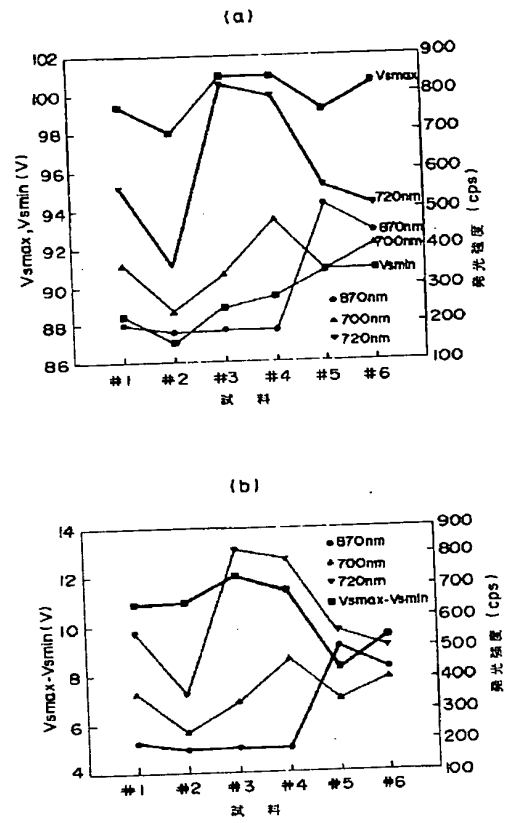 (a)
102
100
98
96
94
92
90
88
86
Vsmax, Vsmin (V)
900
800
700
600
500
400
300
200
100
発光強度 (cps)
Vsmax
720nm
870nm
700nm
Vsmin
870nm
700nm
720nm
#1 #2 #3 #4 #5 #6
試 料
(b)
14
12
10
8
6
4
Vsmax-Vsmin (V)
900
800
700
600
500
400
300
200
100
発光強度 (cps)
870nm
700nm
720nm
Vsmax-Vsmin
#1 #2 #3 #4 #5 #6
試 料